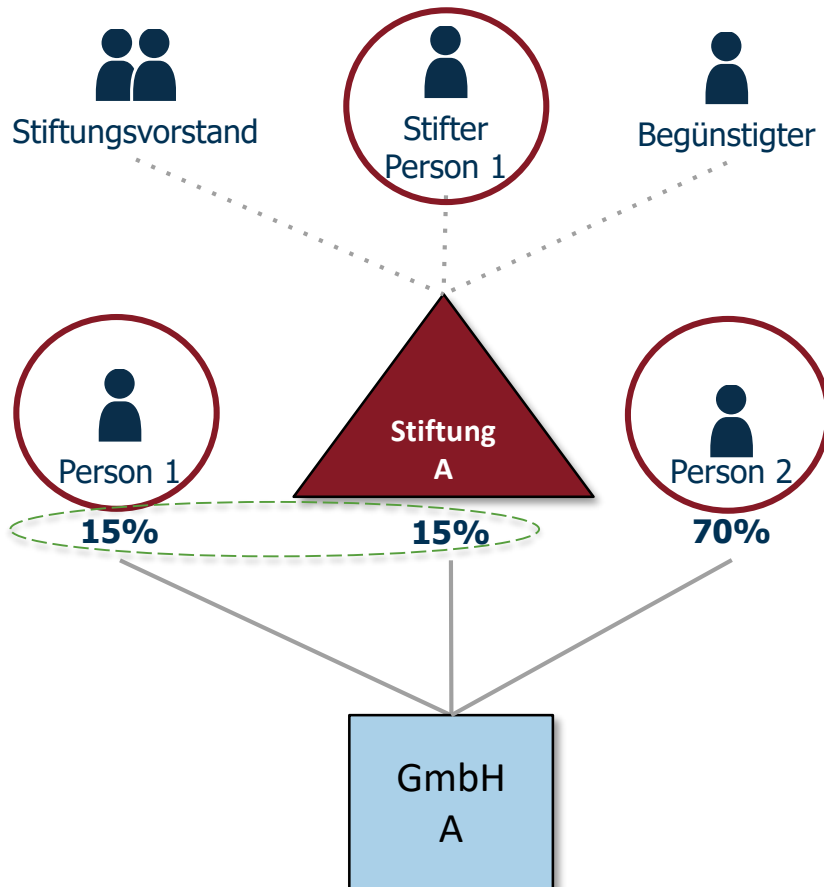 Stiftungsvorstand
Stifter
Person 1
Begünstigter
Person 1
Stiftung
A
Person 2
15%
15%
70%
GmbH
A